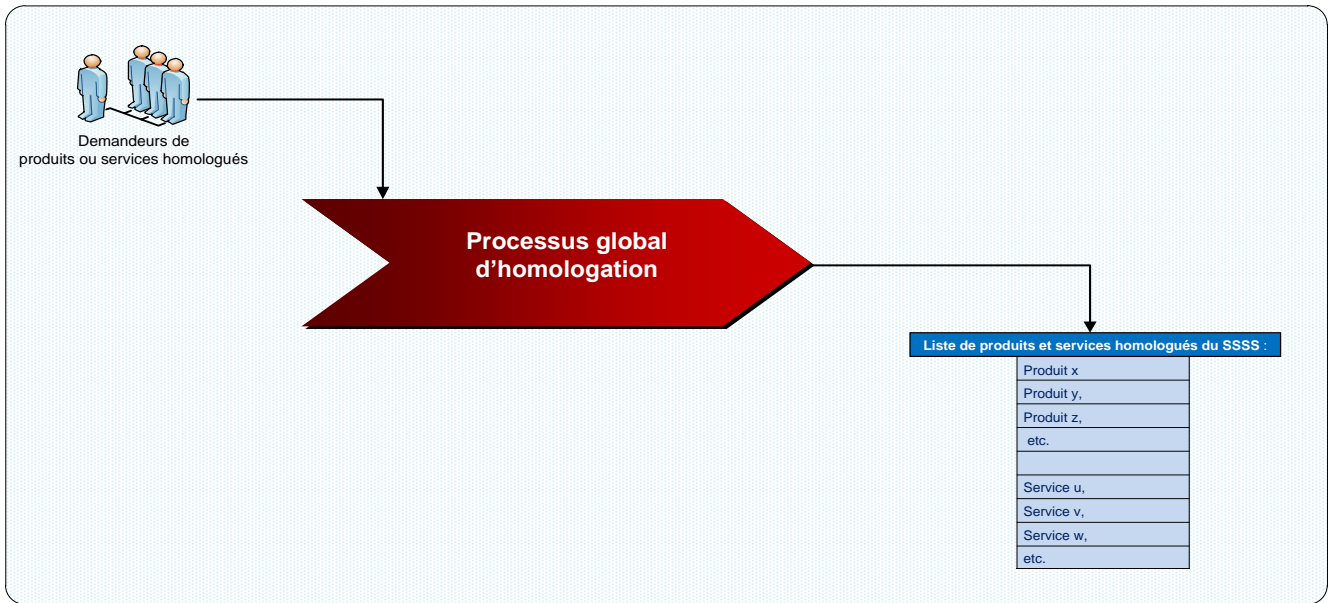 Demandeurs de
produits ou services homologués
Processus global
d’homologation
Liste de produits et services homologués du SSSS :
Produit x
Produit y,
Produit z,
etc.
Service u,
Service v,
Service w,
etc.